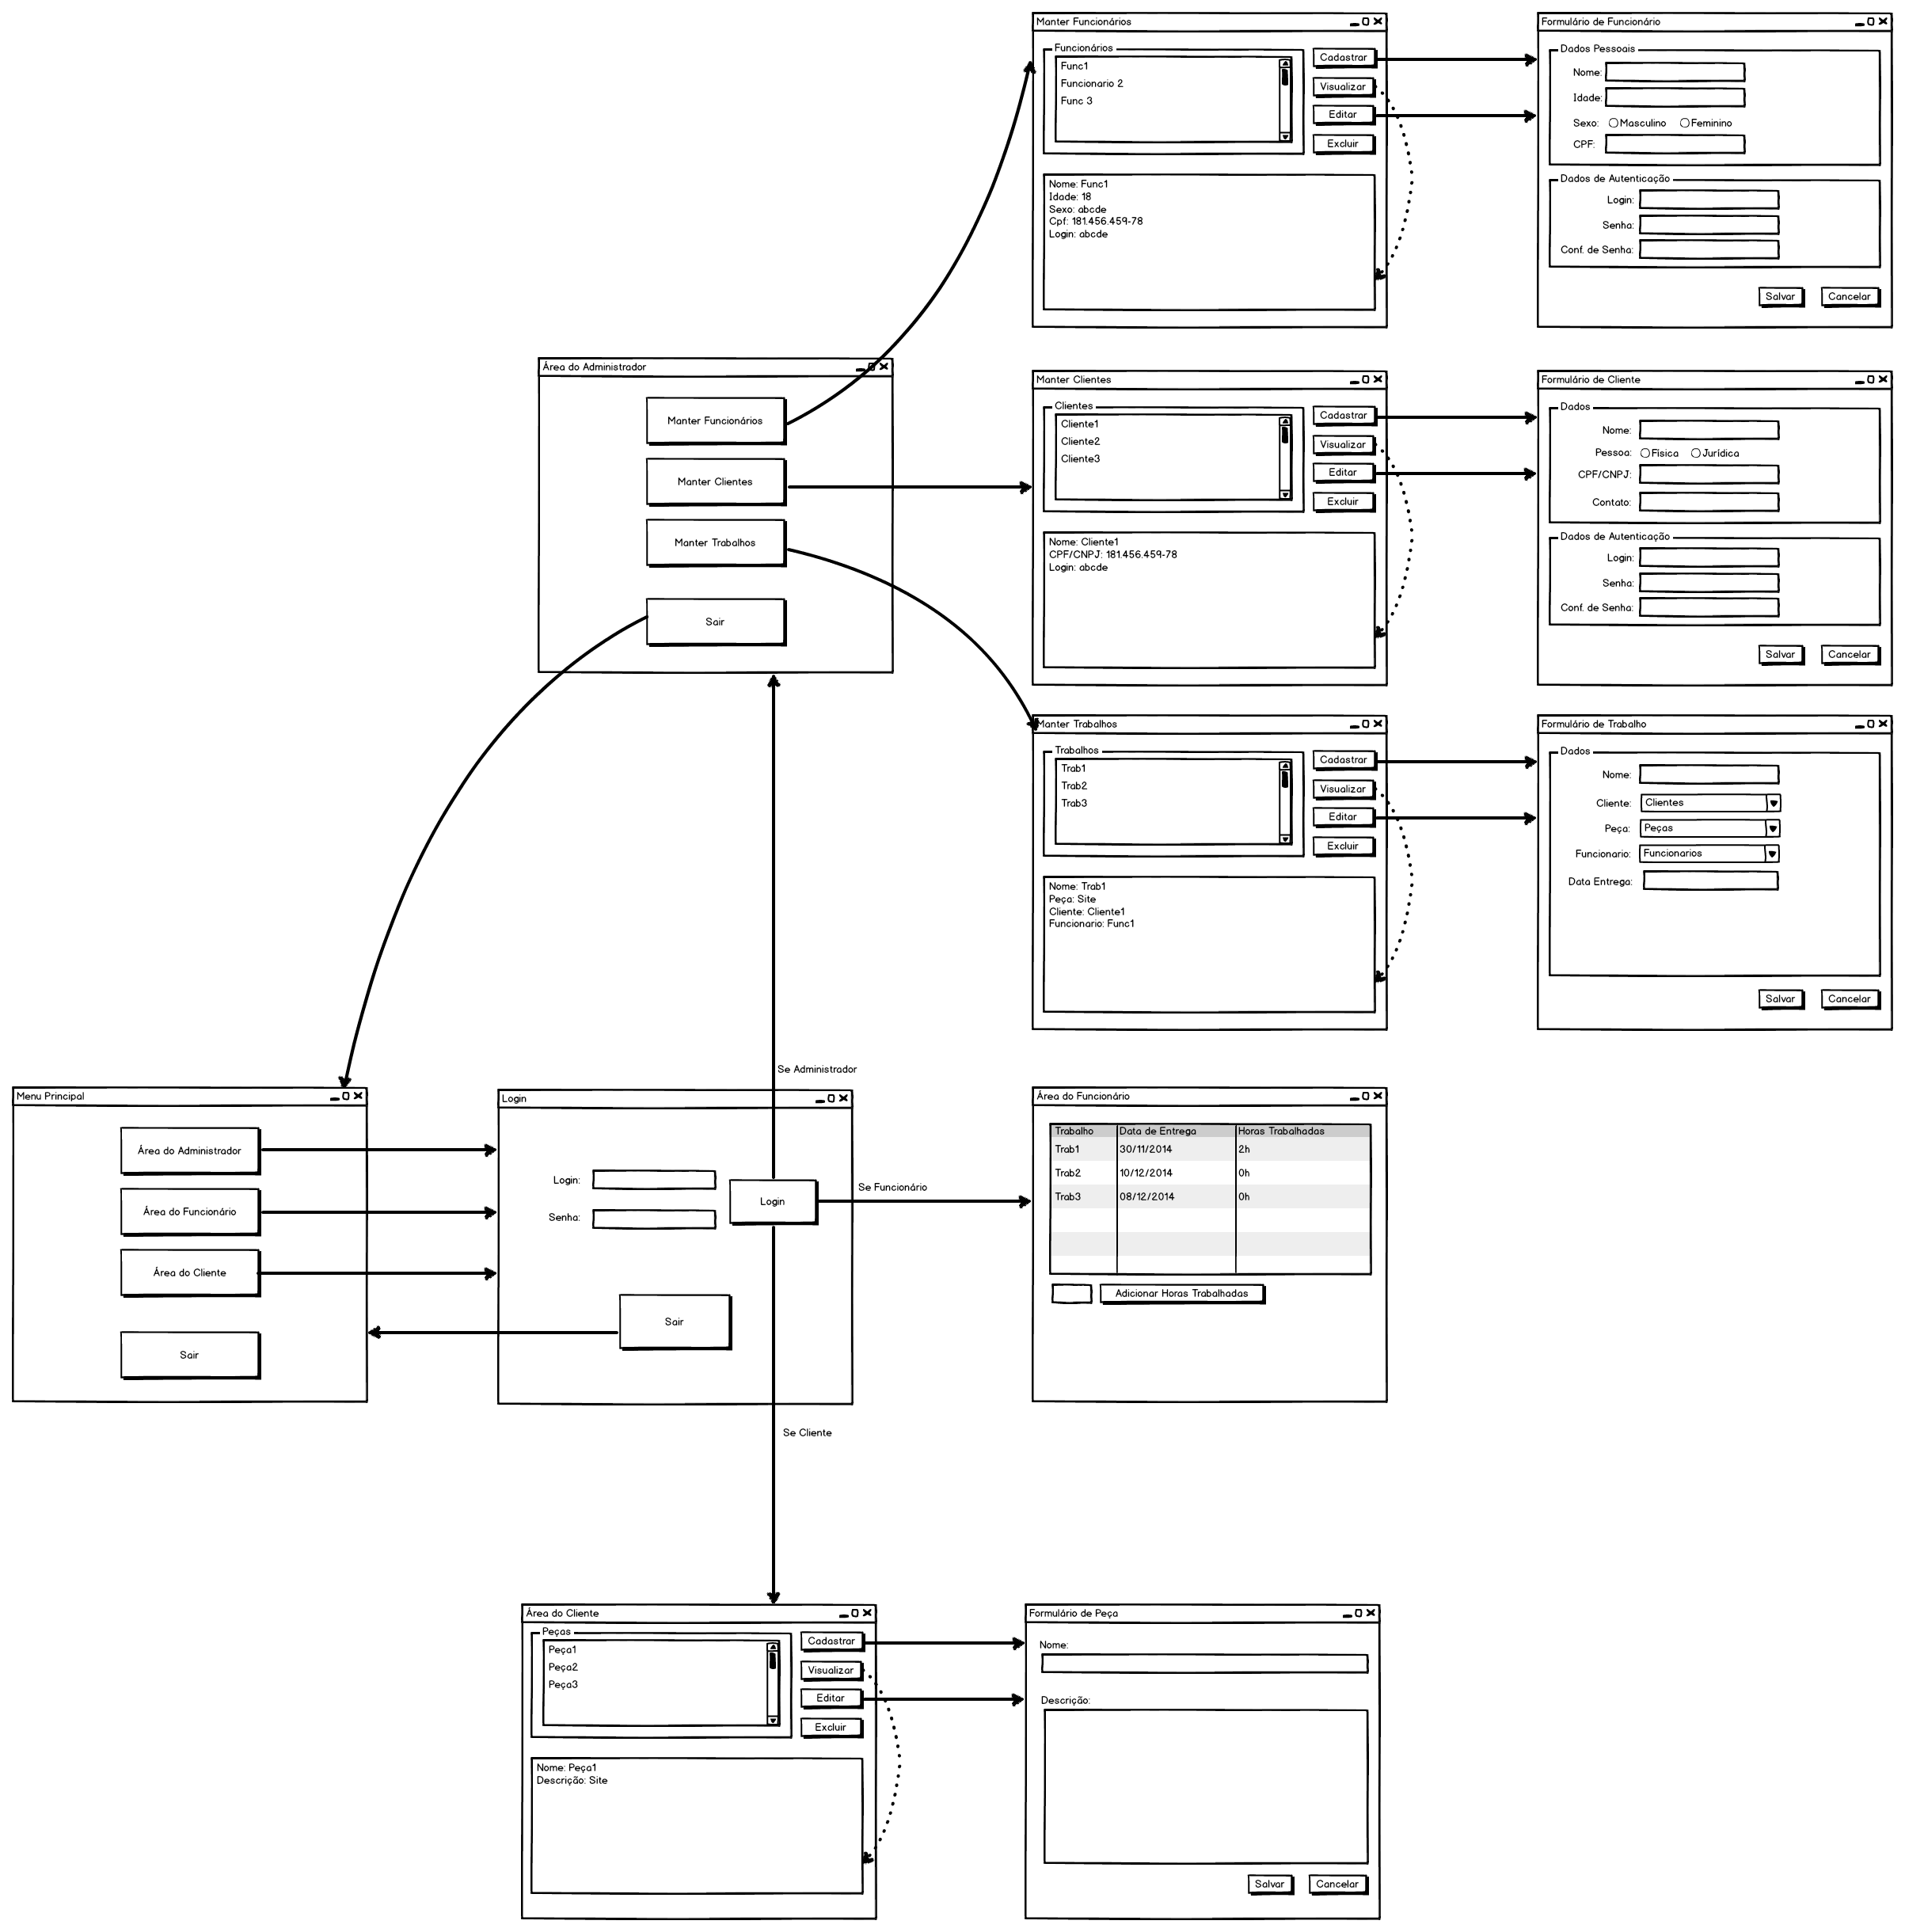 Manter Funcionários
Funcionários
Func1
Funcionario 2
Func 3
Cadastrar
Visualizar
Editar
Excluir
Nome: Func1
Idade: 18
Sexo: abcde
Cpf: 181.456.459-78
Login: abcde
Formulário de Funcionário
Dados Pessoais
Nome:
Idade:
Sexo: Masculino Feminino
CPF:
Dados de Autenticação
Login:
Senha:
Conf. de Senha:
Salvar Cancelar
Área do Administrador
Manter Funcionários
Manter Clientes
Manter Trabalhos
Sair
Manter Clientes
Clientes
Cliente1
Cliente2
Cliente3
Cadastrar
Visualizar
Editar
Excluir
Nome: Cliente1
CPF/CNPJ: 181.456.459-78
Login: abcde
Formulário de Cliente
Dados
Nome:
Pessoa: Física Jurídica
CPF/CNPJ:
Contato:
Dados de Autenticação
Login:
Senha:
Conf. de Senha:
Salvar Cancelar
Manter Trabalhos
Trabalhos
Trab1
Trab2
Trab3
Cadastrar
Visualizar
Editar
Excluir
Nome: Trab1
Peça: Site
Cliente: Cliente1
Funcionario: Func1
Formulário de Trabalho
Dados
Nome:
Cliente: Clientes
Peça: Peças
Funcionario: Funcionarios
Data Entrega:
Salvar Cancelar
Menu Principal
Área do Administrador
Área do Funcionário
Área do Cliente
Sair
Login
Login:
Senha:
Login
Sair
Se Administrador
Se Funcionário
Se Cliente
Área do Funcionário
Trabalho Data de Entrega Horas Trabalhadas
Trab1 30/11/2014 2h
Trab2 10/12/2014 0h
Trab3 08/12/2014 0h
Adicionar Horas Trabalhadas
Área do Cliente
Peças
Peça1
Peça2
Peça3
Cadastrar
Visualizar
Editar
Excluir
Nome: Peça1
Descrição: Site
Formulário de Peça
Nome:
Descrição:
Salvar Cancelar